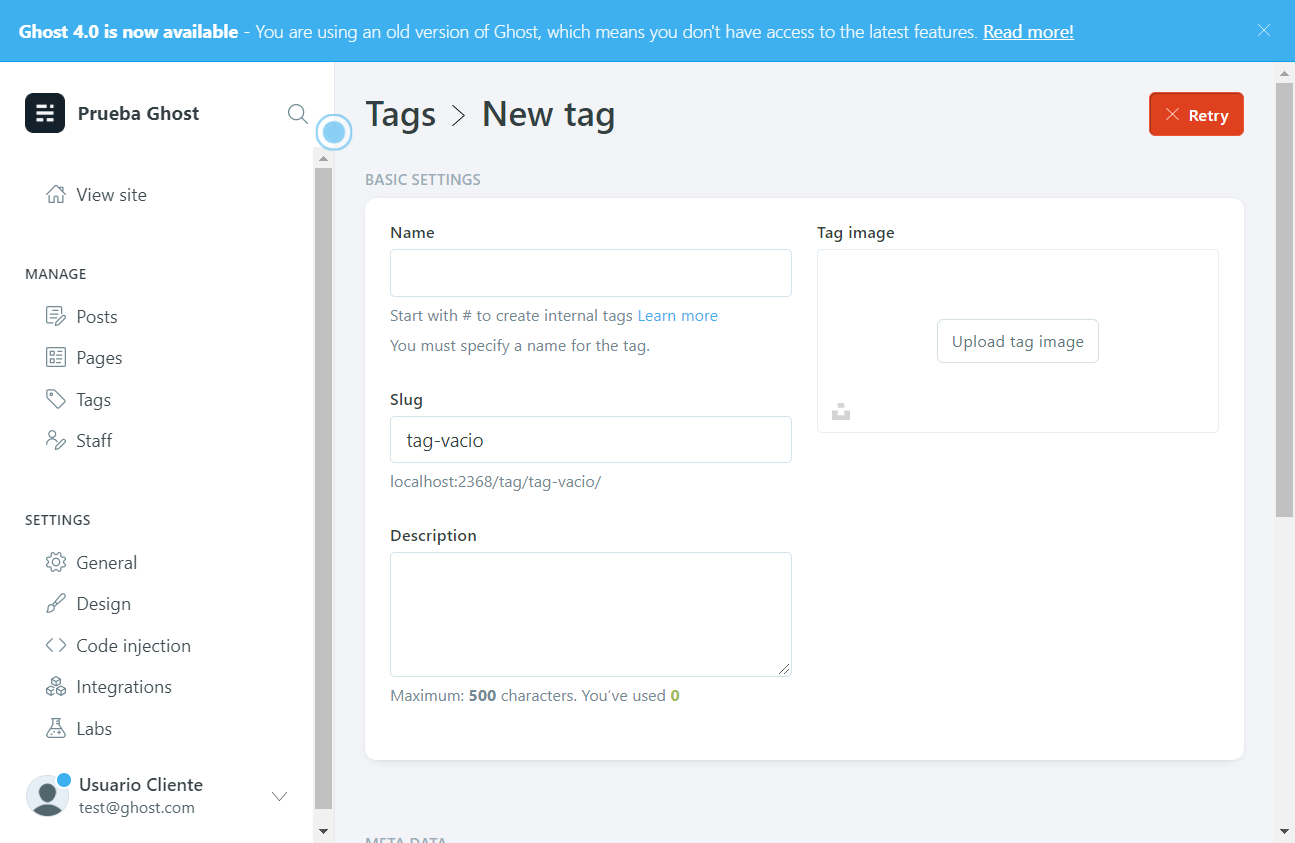 Ghost 4.0 is now available - You are using an old version of Ghost, which means you don't have access to the latest features. Read more!
Prueba Ghost
View site
MANAGE
Posts
Pages
Tags
Staff
SETTINGS
General
Design
Code injection
Integrations
Labs
Usuario Cliente
test@ghost.com
Tags > New tag
Retry
BASIC SETTINGS
Name
Start with # to create internal tags Learn more
You must specify a name for the tag.
Slug
tag-vacio
localhost:2368/tag/tag-vacio/
Description
Maximum: 500 characters. You've used 0
Tag image
Upload tag image
META DATA